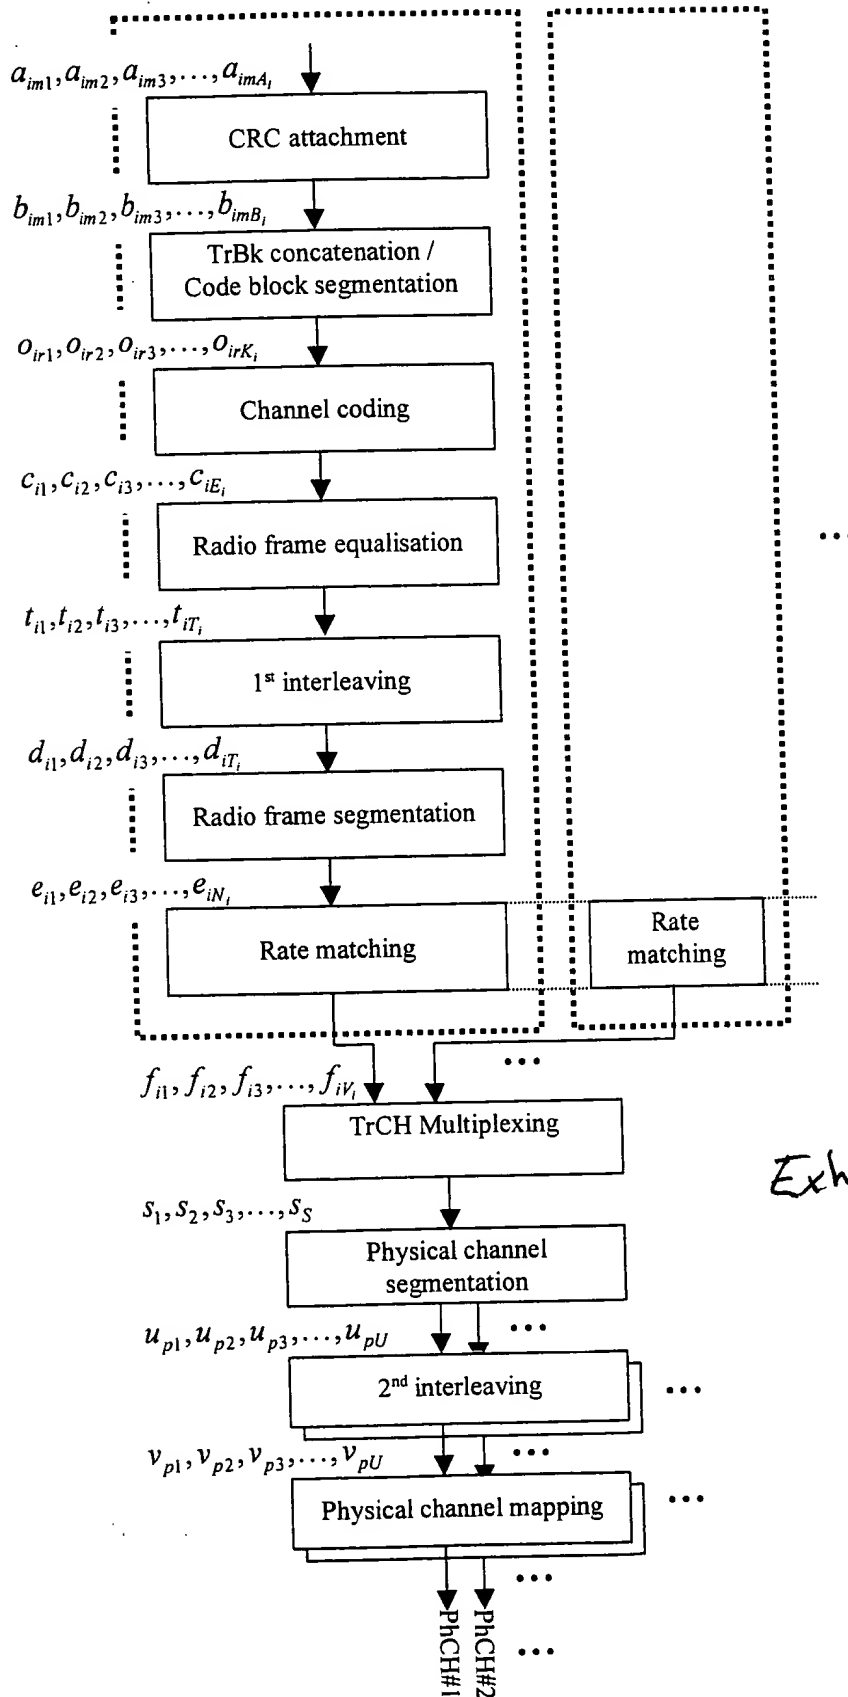 a_{im1}, a_{im2}, a_{im3}, ..., a_{imA_i}
CRC attachment
b_{im1}, b_{im2}, b_{im3}, ..., b_{imB_i}
TrBk concatenation /
Code block segmentation
o_{ir1}, o_{ir2}, o_{ir3}, ..., o_{irK_i}
Channel coding
c_{i1}, c_{i2}, c_{i3}, ..., c_{iE_i}
Radio frame equalisation
...
t_{i1}, t_{i2}, t_{i3}, ..., t_{iT_i}
1st interleaving
d_{i1}, d_{i2}, d_{i3}, ..., d_{iT_i}
Radio frame segmentation
e_{i1}, e_{i2}, e_{i3}, ..., e_{iN_i}
Rate matching
Rate
matching
...
f_{i1}, f_{i2}, f_{i3}, ..., f_{iV_i}
TrCH Multiplexing
Exh
s_1, s_2, s_3, ..., s_S
Physical channel
segmentation
...
u_{p1}, u_{p2}, u_{p3}, ..., u_{pU}
2nd interleaving
...
...
v_{p1}, v_{p2}, v_{p3}, ..., v_{pU}
Physical channel mapping
...
...
PhCH#1
PhCH#2
...